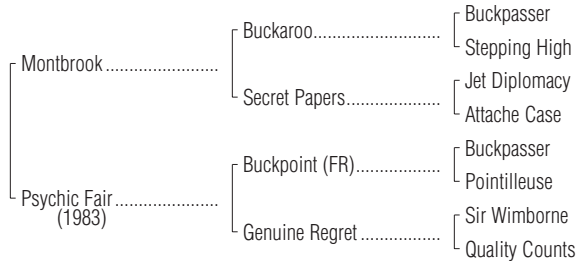 Buckpasser
Buckaroo
Stepping High
Montbrook
Jet Diplomacy
Secret Papers
Attache Case
Buckpasser
Buckpoint (FR)
Pointilleuse
Psychic Fair
(1983)
Sir Wimborne
Genuine Regret
Quality Counts